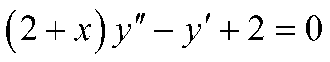 (2 + x) y″ − y′ + 2 = 0